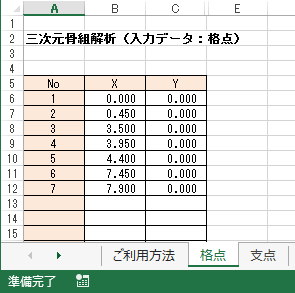 A B C E
1
2 三次元骨組解析（入力データ：格点）
3
4
5 No X Y
6 1 0.000 0.000
7 2 0.450 0.000
8 3 3.500 0.000
9 4 3.950 0.000
10 5 4.400 0.000
11 6 7.450 0.000
12 7 7.900 0.000
13
14
15
ご利用方法 格点 支点
準備完了